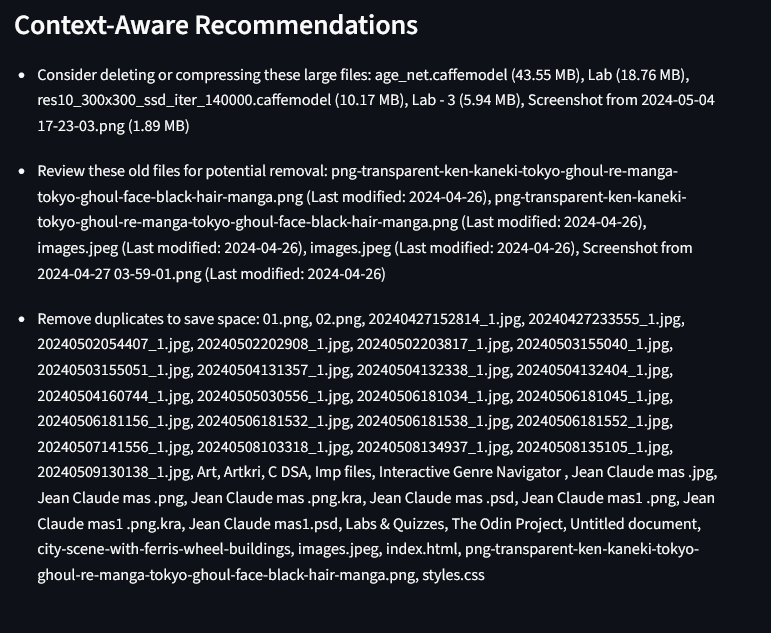 Context-Aware Recommendations
• Consider deleting or compressing these large files: age_net.caffemodel (43.55 MB), Lab (18.76 MB),
res10_300x300_ssd_iter_140000.caffemodel (10.17 MB), Lab - 3 (5.94 MB), Screenshot from 2024-05-04
17-23-03.png (1.89 MB)
• Review these old files for potential removal: png-transparent-ken-kaneki-tokyo-ghoul-re-manga-
tokyo-ghoul-face-black-hair-manga.png (Last modified: 2024-04-26), png-transparent-ken-kaneki-
tokyo-ghoul-re-manga-tokyo-ghoul-face-black-hair-manga.png (Last modified: 2024-04-26),
images.jpeg (Last modified: 2024-04-26), images.jpeg (Last modified: 2024-04-26), Screenshot from
2024-04-27 03-59-01.png (Last modified: 2024-04-26)
• Remove duplicates to save space: 01.png, 02.png, 20240427152814_1.jpg, 20240427233555_1.jpg,
20240502054407_1.jpg, 20240502202908_1.jpg, 20240502203817_1.jpg, 20240503155040_1.jpg,
20240503155051_1.jpg, 20240504131357_1.jpg, 20240504132338_1.jpg, 20240504132404_1.jpg,
20240504160744_1.jpg, 20240505030556_1.jpg, 20240506181034_1.jpg, 20240506181045_1.jpg,
20240506181156_1.jpg, 20240506181532_1.jpg, 20240506181538_1.jpg, 20240506181552_1.jpg,
20240507141556_1.jpg, 20240508103318_1.jpg, 20240508134937_1.jpg, 20240508135105_1.jpg,
20240509130138_1.jpg, Art, Artkri, C DSA, Imp files, Interactive Genre Navigator , Jean Claude mas .jpg,
Jean Claude mas .png, Jean Claude mas .png.kra, Jean Claude mas .psd, Jean Claude mas1 .png, Jean
Claude mas1 .png.kra, Jean Claude mas1.psd, Labs & Quizzes, The Odin Project, Untitled document,
city-scene-with-ferris-wheel-buildings, images.jpeg, index.html, png-transparent-ken-kaneki-tokyo-
ghoul-re-manga-tokyo-ghoul-face-black-hair-manga.png, styles.css